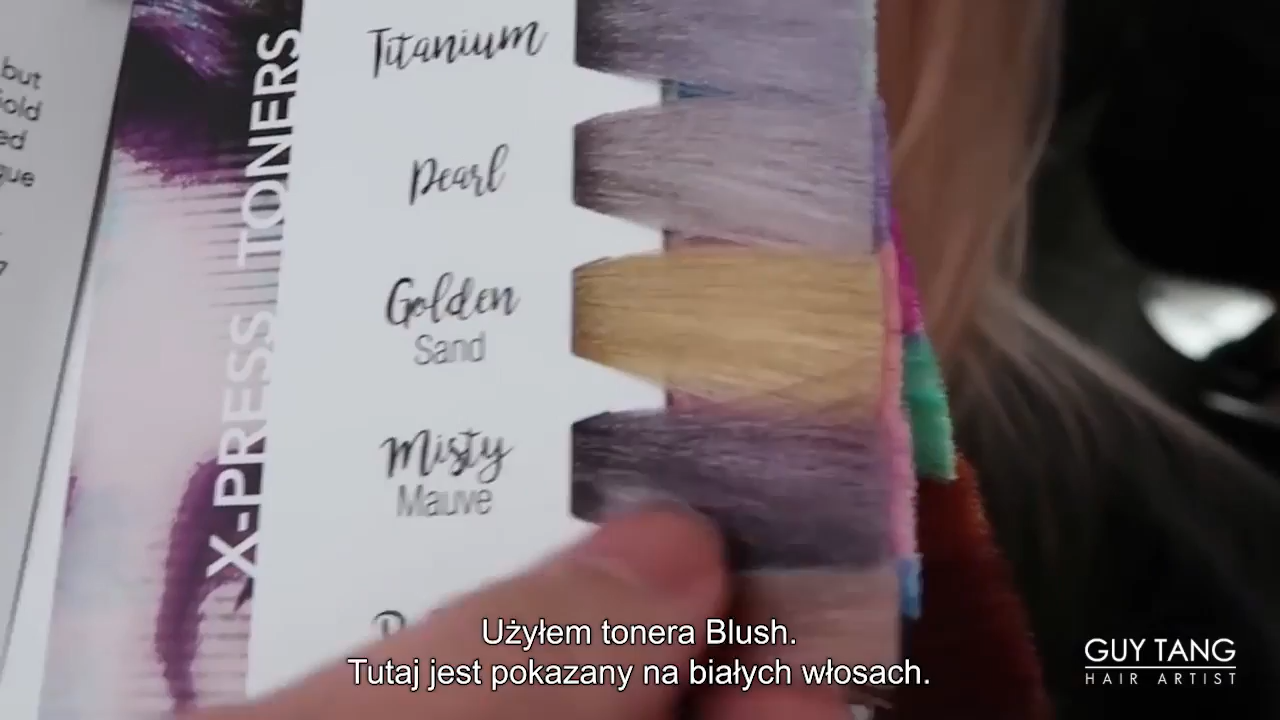 but
X-PRESS TONERS
Titanium
Pearl
Golden
Sand
Misty
Mauve
Użyłem tonera Blush.
Tutaj jest pokazany na białych włosach.
GUY TANG
HAIR ARTIST